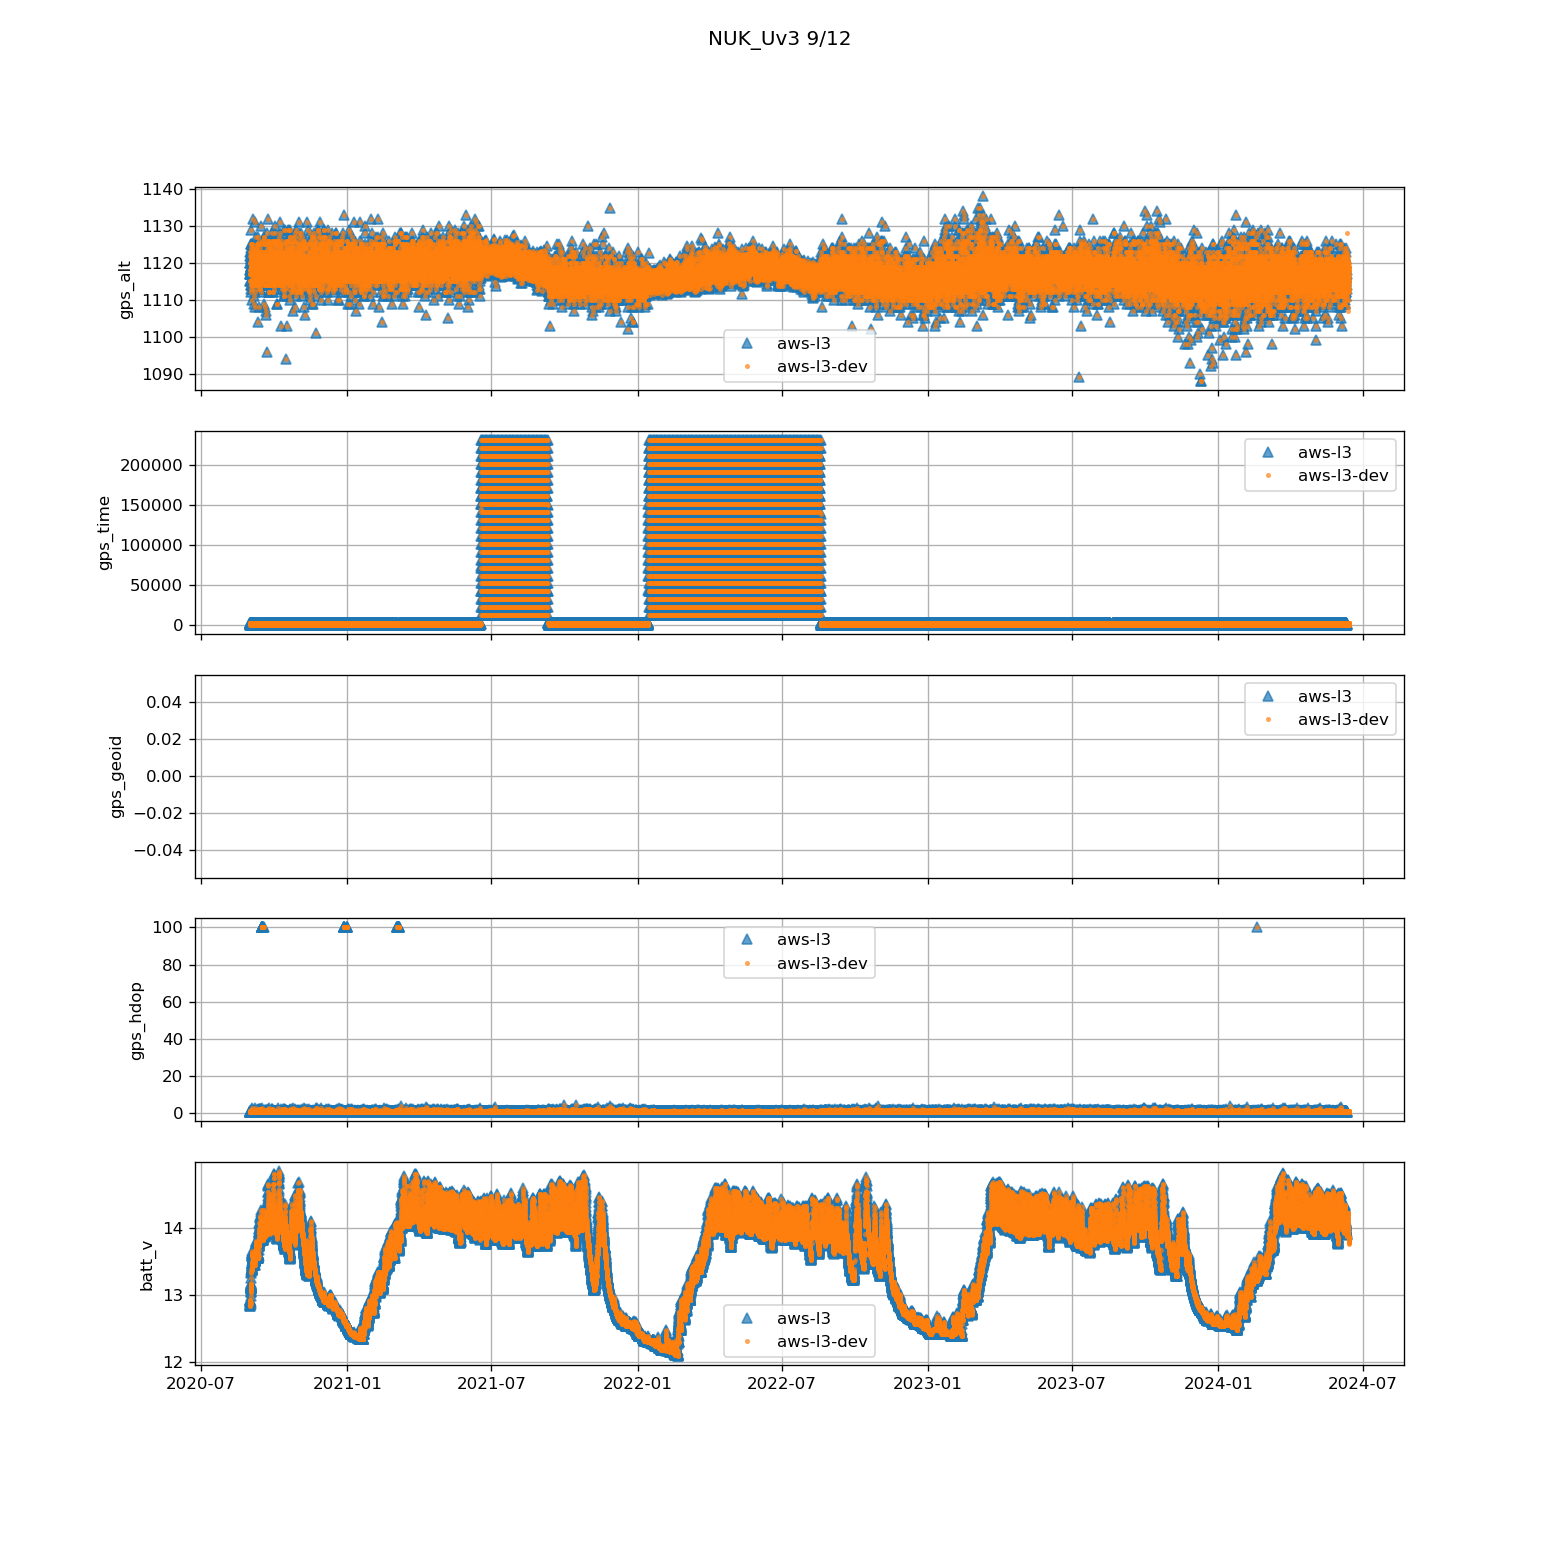 NUK_Uv3 9/12
gps_alt
1140
1130
1120
1110
1100
1090
aws-l3
aws-l3-dev
gps_time
200000
150000
100000
50000
0
aws-l3
aws-l3-dev
gps_geoid
0.04
0.02
0.00
−0.02
−0.04
aws-l3
aws-l3-dev
gps_hdop
100
80
60
40
20
0
aws-l3
aws-l3-dev
batt_v
14
13
12
aws-l3
aws-l3-dev
2020-07 2021-01 2021-07 2022-01 2022-07 2023-01 2023-07 2024-01 2024-07